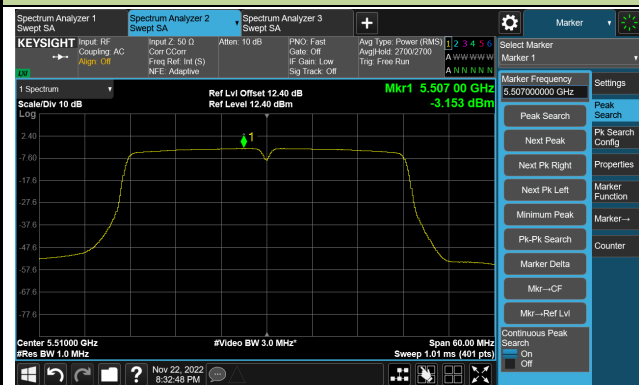 Spectrum Analyzer 1
Swept SA
Spectrum Analyzer 2
Swept SA
Spectrum Analyzer 3
Swept SA
+
Marker
KEYSIGHT
Input: RF
Coupling: AC
Align: Off
Input Z: 50 Ω
Corr CCorr
Freq Ref: Int (S)
NFE: Adaptive
Atten: 10 dB
PNO: Fast
Gate: Off
IF Gain: Low
Sig Track: Off
Avg Type: Power (RMS)
Avg|Hold: 2700/2700
Trig: Free Run
1 2 3 4 5 6
A W W W W W
A N N N N N
LXI
Select Marker
Marker 1
1 Spectrum
Scale/Div 10 dB
Log
Ref Lvl Offset 12.40 dB
Ref Level 12.40 dBm
Mkr1 5.507 00 GHz
-3.153 dBm
1
2.40
-7.60
-17.6
-27.6
-37.6
-47.6
-57.6
-67.6
-77.6
Center 5.51000 GHz
#Res BW 1.0 MHz
#Video BW 3.0 MHz*
Span 60.00 MHz
Sweep 1.01 ms (401 pts)
Marker Frequency
5.507000000 GHz
Peak Search
Next Peak
Next Pk Right
Next Pk Left
Minimum Peak
Pk-Pk Search
Marker Delta
Mkr→CF
Mkr→Ref Lvl
Continuous Peak
Search
On
Off
Settings
Peak
Search
Pk Search
Config
Properties
Marker
Function
Marker→
Counter
?
Nov 22, 2022
8:32:48 PM